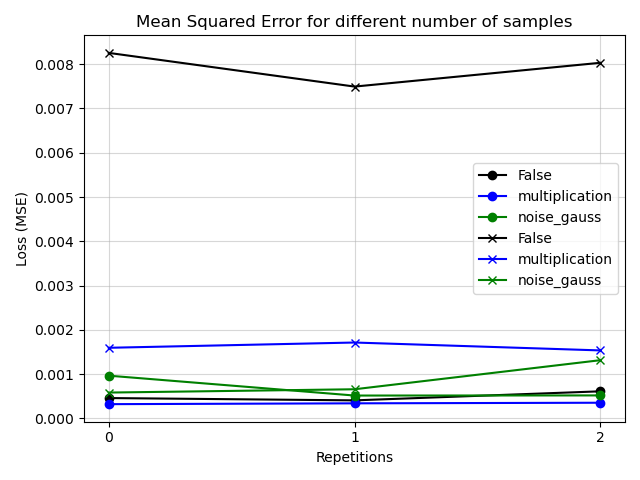 Mean Squared Error for different number of samples
Loss (MSE)
0.008
0.007
0.006
0.005
0.004
0.003
0.002
0.001
0.000
False
multiplication
noise_gauss
False
multiplication
noise_gauss
0 1 2
Repetitions